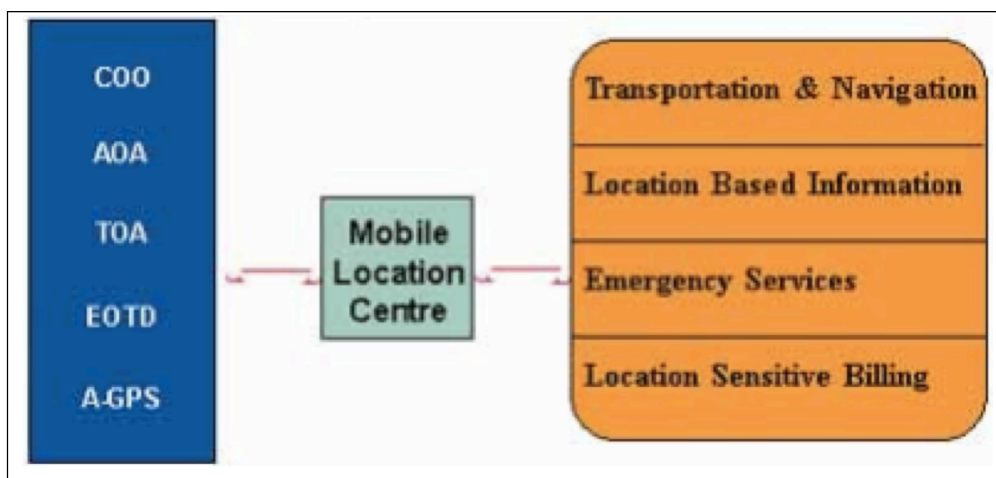 COO
AOA
TOA
EOTD
A-GPS
Mobile
Location
Centre
Transportation & Navigation
Location Based Information
Emergency Services
Location Sensitive Billing